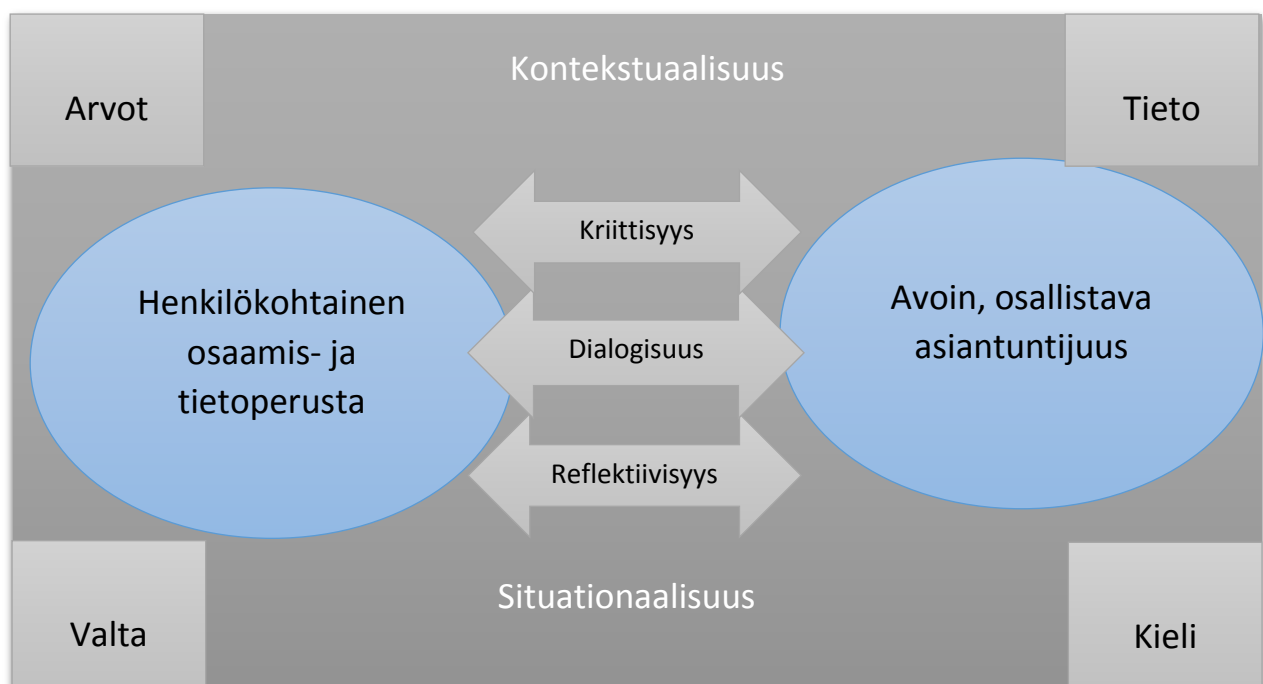 Kontekstuaalisuus
Arvot
Tieto
Kriittisyys
Henkilökohtainen
osaamis- ja
tietoperusta
Dialogisuus
Avoin, osallistava
asiantuntijuus
Reflektiivisyys
Situationaalisuus
Valta
Kieli